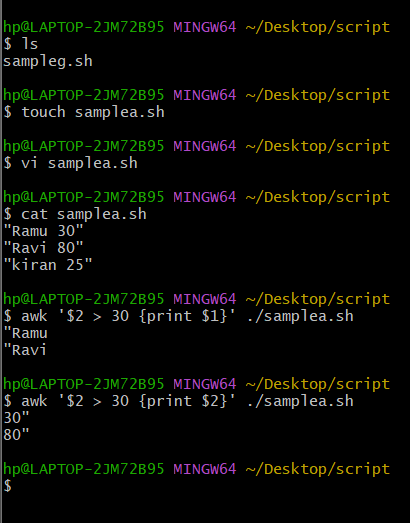 hp@LAPTOP-2JM72B95 MINGW64 ~/Desktop/script
$ ls
sampleg.sh
hp@LAPTOP-2JM72B95 MINGW64 ~/Desktop/script
$ touch samplea.sh
hp@LAPTOP-2JM72B95 MINGW64 ~/Desktop/script
$ vi samplea.sh
hp@LAPTOP-2JM72B95 MINGW64 ~/Desktop/script
$ cat samplea.sh
"Ramu 30"
"Ravi 80"
"kiran 25"
hp@LAPTOP-2JM72B95 MINGW64 ~/Desktop/script
$ awk '$2 > 30 {print $1}' ./samplea.sh
"Ramu
"Ravi
hp@LAPTOP-2JM72B95 MINGW64 ~/Desktop/script
$ awk '$2 > 30 {print $2}' ./samplea.sh
30"
80"
hp@LAPTOP-2JM72B95 MINGW64 ~/Desktop/script
$